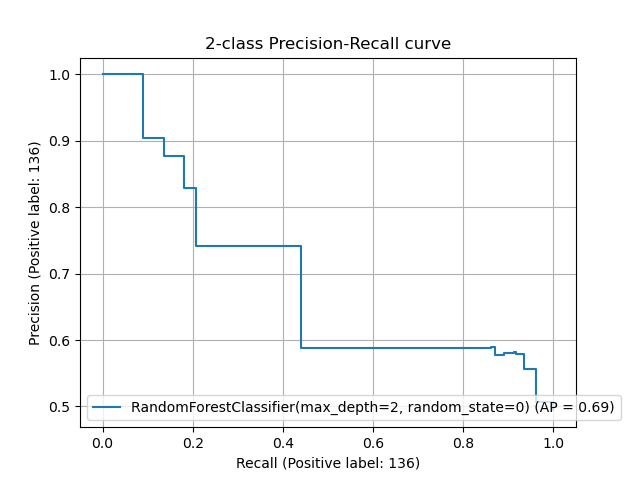 2-class Precision-Recall curve
1.0
0.9
0.8
0.7
0.6
0.5
Precision (Positive label: 136)
RandomForestClassifier(max_depth=2, random_state=0) (AP = 0.69)
0.0 0.2 0.4 0.6 0.8 1.0
Recall (Positive label: 136)